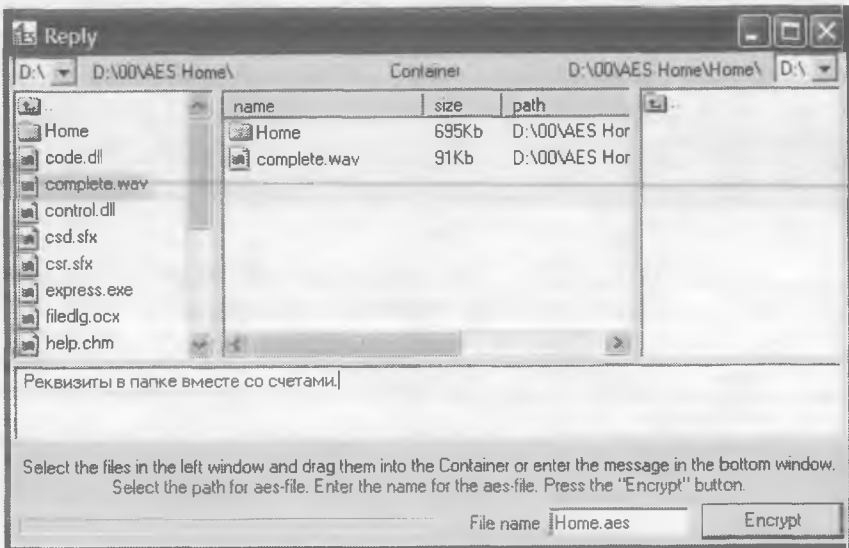 Reply
D:\ D:\00\AES Home\ Container D:\00\AES Home\Home\ D:\
..
Home
code.dll
complete.wav
control.dll
csd.sfx
csr.sfx
express.exe
filedlg.ocx
help.chm
name size path
Home 695Kb D:\00\AES Hor
complete.wav 91Kb D:\00\AES Hor
..
Реквизиты в папке вместе со счетами.
Select the files in the left window and drag them into the Container or enter the message in the bottom window.
Select the path for aes-file. Enter the name for the aes-file. Press the "Encrypt" button.
File name Home.aes Encrypt